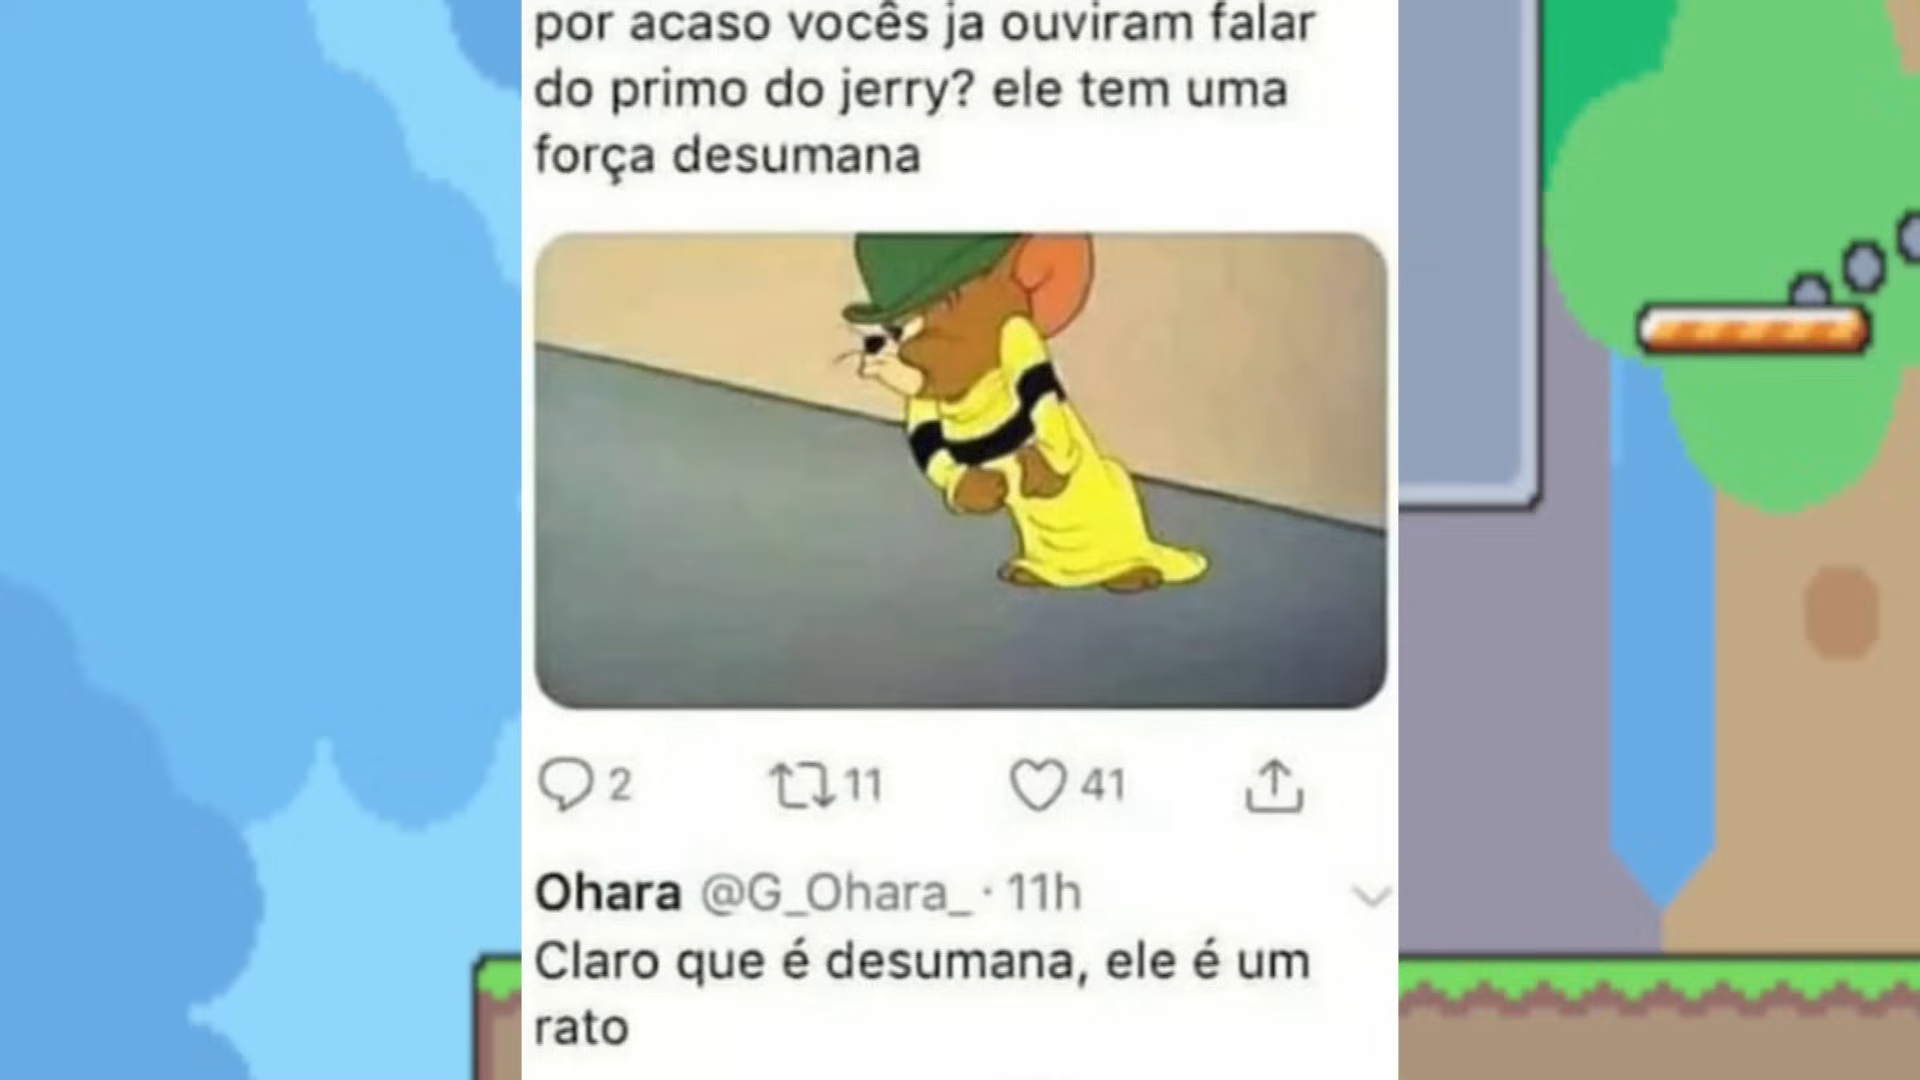 por acaso vocês ja ouviram falar
do primo do jerry? ele tem uma
força desumana
2
11
41
Ohara @G_Ohara_ · 11h
Claro que é desumana, ele é um
rato